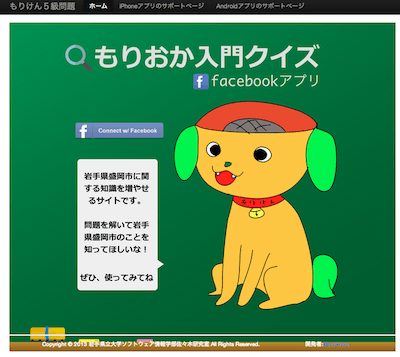 もりけん５級問題 ホーム iPhoneアプリのサポートページ Androidアプリのサポートページ
もりおか入門クイズ
facebookアプリ
Connect w/ Facebook
岩手県盛岡市に関
する知識を増やせ
るサイトです。
問題を解いて岩手
県盛岡市のことを
知ってほしいな！
ぜひ、使ってみてね
もりけん
Copyright © 2013 岩手県立大学ソフトウェア情報学部佐々木研究室 All Rights Reserved. 開発者: